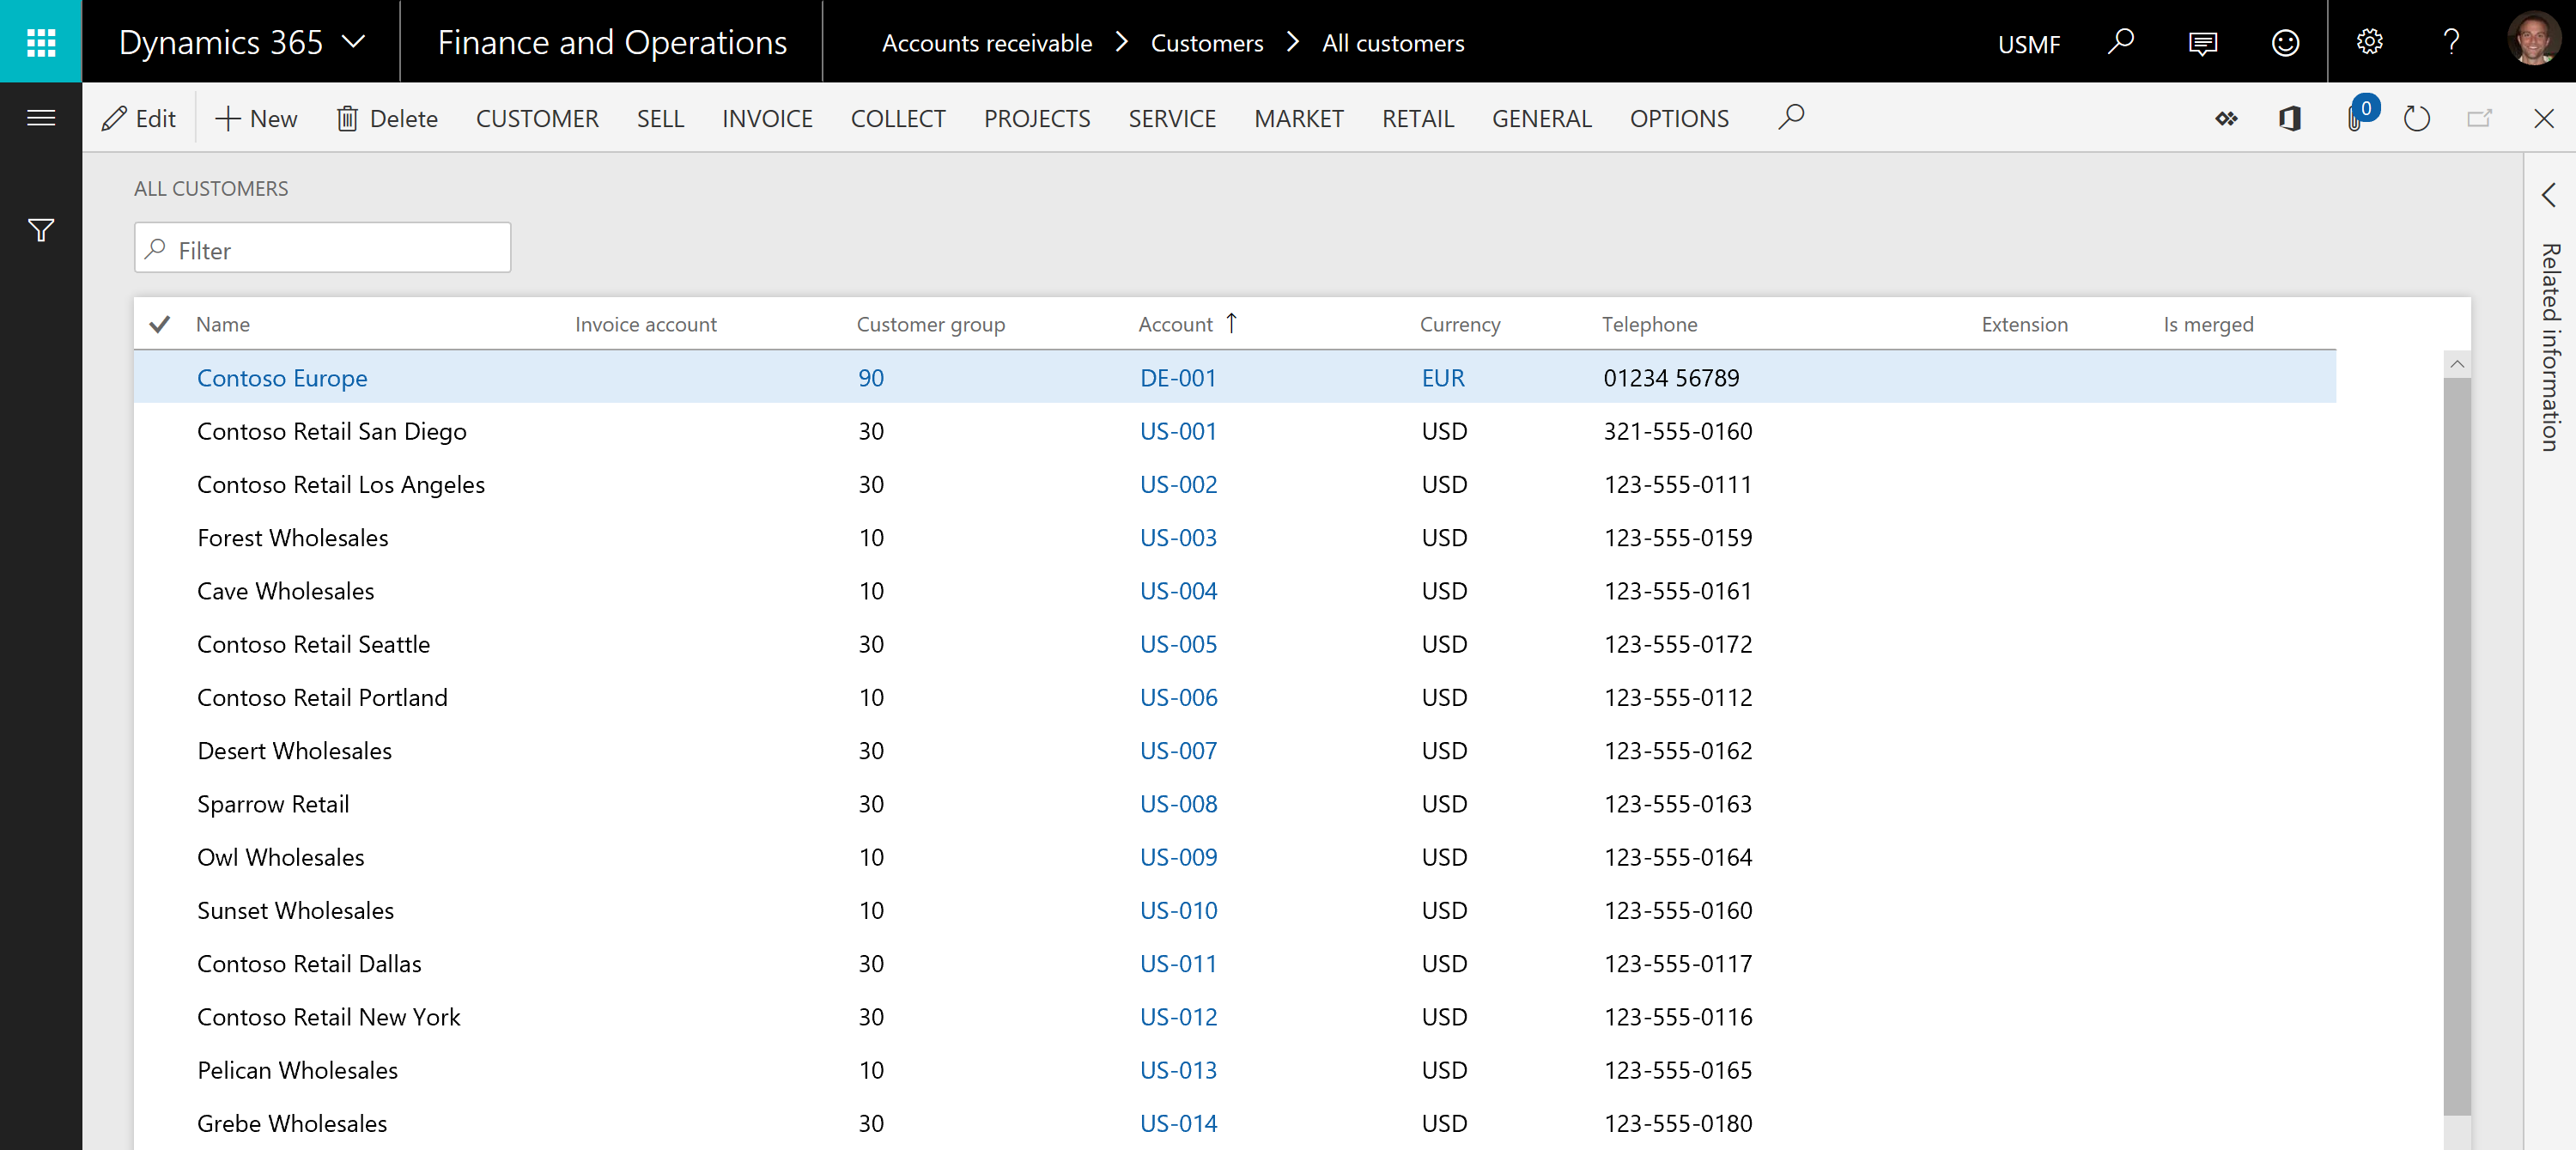 Dynamics 365 Finance and Operations Accounts receivable > Customers > All customers USMF
Edit New Delete CUSTOMER SELL INVOICE COLLECT PROJECTS SERVICE MARKET RETAIL GENERAL OPTIONS 0
ALL CUSTOMERS
Filter
Name Invoice account Customer group Account ↑ Currency Telephone Extension Is merged
Contoso Europe 90 DE-001 EUR 01234 56789
Contoso Retail San Diego 30 US-001 USD 321-555-0160
Contoso Retail Los Angeles 30 US-002 USD 123-555-0111
Forest Wholesales 10 US-003 USD 123-555-0159
Cave Wholesales 10 US-004 USD 123-555-0161
Contoso Retail Seattle 30 US-005 USD 123-555-0172
Contoso Retail Portland 10 US-006 USD 123-555-0112
Desert Wholesales 30 US-007 USD 123-555-0162
Sparrow Retail 30 US-008 USD 123-555-0163
Owl Wholesales 10 US-009 USD 123-555-0164
Sunset Wholesales 10 US-010 USD 123-555-0160
Contoso Retail Dallas 30 US-011 USD 123-555-0117
Contoso Retail New York 30 US-012 USD 123-555-0116
Pelican Wholesales 10 US-013 USD 123-555-0165
Grebe Wholesales 30 US-014 USD 123-555-0180
Related information